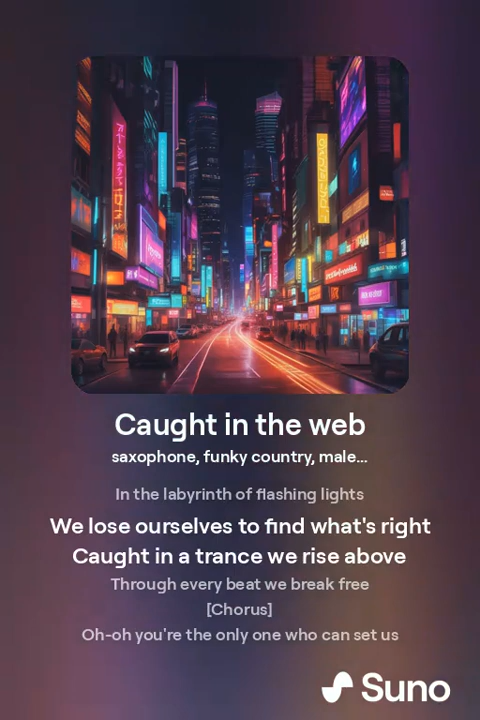 Caught in the web
saxophone, funky country, male...
In the labyrinth of flashing lights
We lose ourselves to find what's right
Caught in a trance we rise above
Through every beat we break free
[Chorus]
Oh-oh you're the only one who can set us
Suno